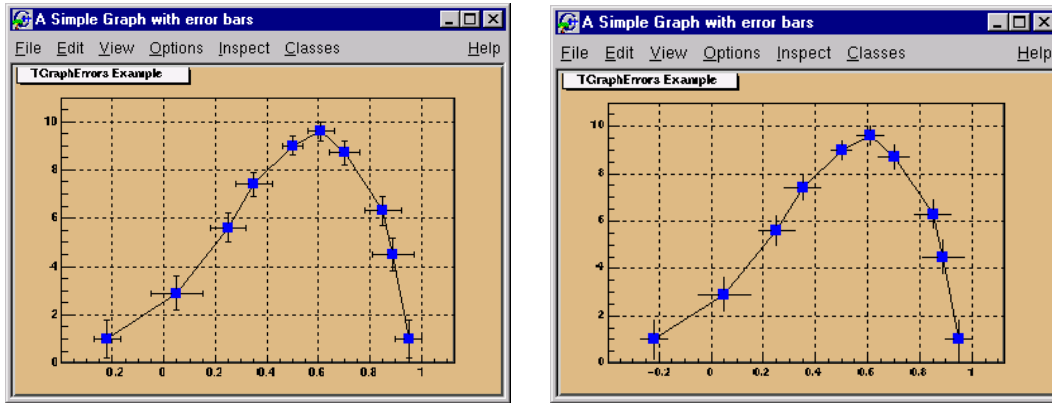 A Simple Graph with error bars
File Edit View Options Inspect Classes Help
TGraphErrors Example
10
8
6
4
2
0
0.2 0 0.2 0.4 0.6 0.8 1
A Simple Graph with error bars
File Edit View Options Inspect Classes Help
TGraphErrors Example
10
8
6
4
2
0
-0.2 0 0.2 0.4 0.6 0.8 1